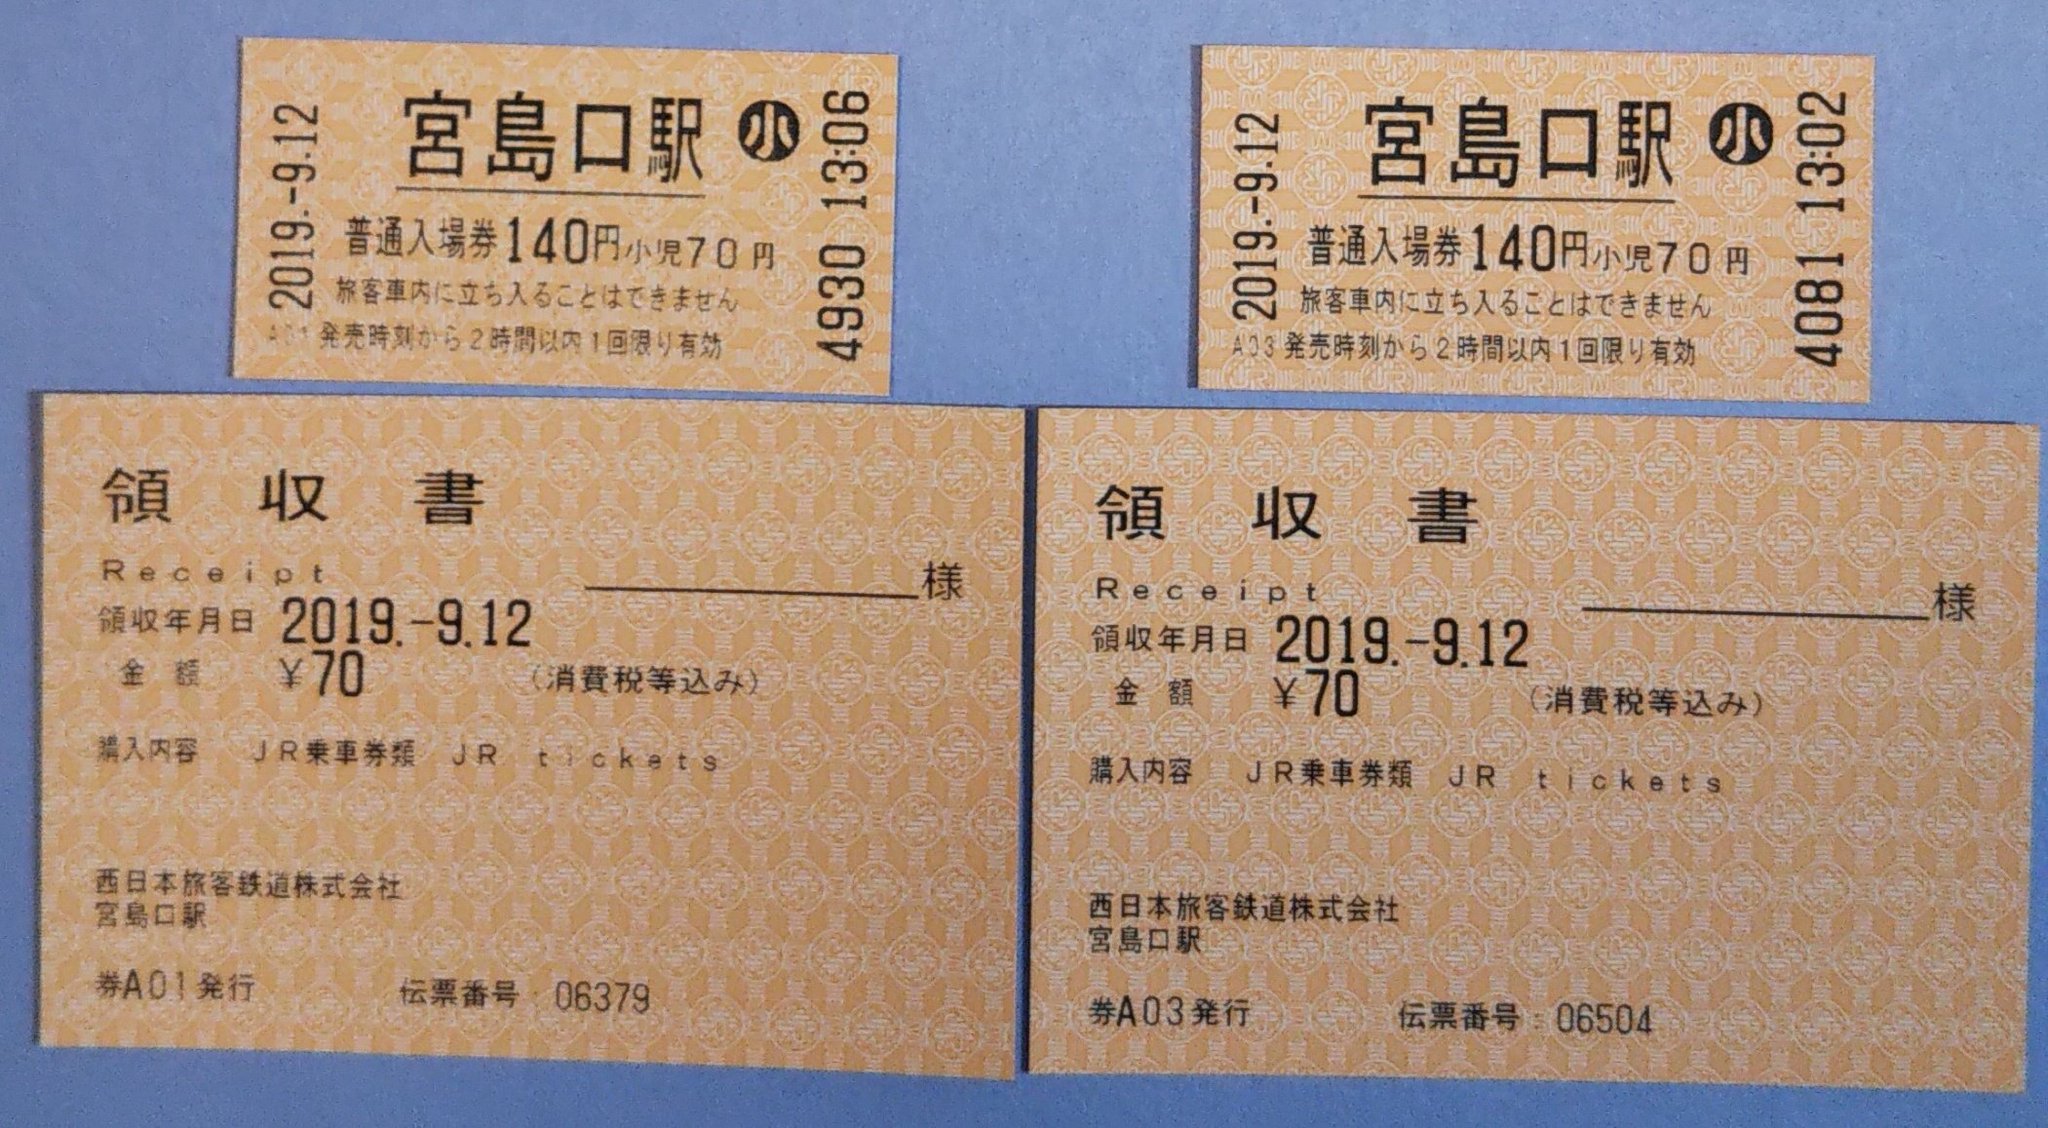 2019.-9.12
宮島口駅 小
普通入場券140円小児70円
旅客車内に立ち入ることはできません
A01 発売時刻から2時間以内1回限り有効
49930 13:06
2019.-9.12
宮島口駅 小
普通入場券140円小児70円
旅客車内に立ち入ることはできません
A03 発売時刻から2時間以内1回限り有効
4081 13:02
領収書
Receipt
様
領収年月日 2019.-9.12
金額 ¥70 (消費税等込み)
購入内容 JR乗車券類 JR tickets
西日本旅客鉄道株式会社
宮島口駅
券A01発行 伝票番号:06379
領収書
Receipt
様
領収年月日 2019.-9.12
金額 ¥70 (消費税等込み)
購入内容 JR乗車券類 JR tickets
西日本旅客鉄道株式会社
宮島口駅
券A03発行 伝票番号:06504